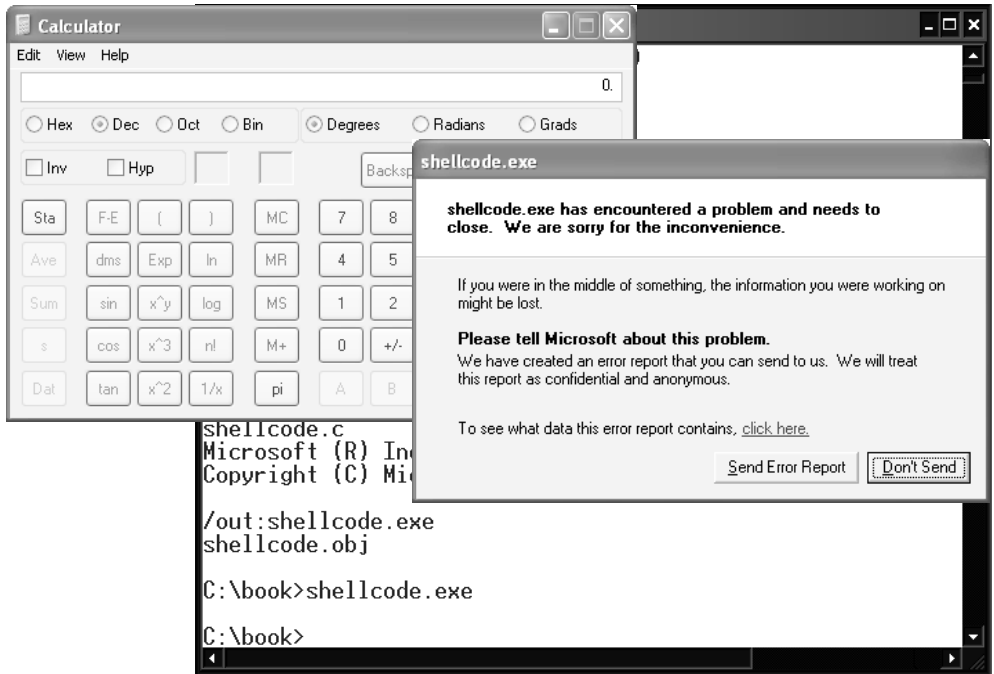 Calculator
Edit View Help
0.
Hex Dec Oct Bin Degrees Radians Grads
Inv Hyp
Sta F-E ( ) MC 7 8
Ave dms Exp ln MR 4 5
Sum sin x^y log MS 1 2
s cos x^3 n! M+ 0 +/-
Dat tan x^2 1/x pi A B
shellcode.exe
shellcode.exe has encountered a problem and needs to
close. We are sorry for the inconvenience.
If you were in the middle of something, the information you were working on
might be lost.
Please tell Microsoft about this problem.
We have created an error report that you can send to us. We will treat
this report as confidential and anonymous.
To see what data this error report contains, click here.
Send Error Report Don't Send
shellcode.c
Microsoft (R) In
Copyright (C) Mi
/out:shellcode.exe
shellcode.obj
C:\book>shellcode.exe
C:\book>